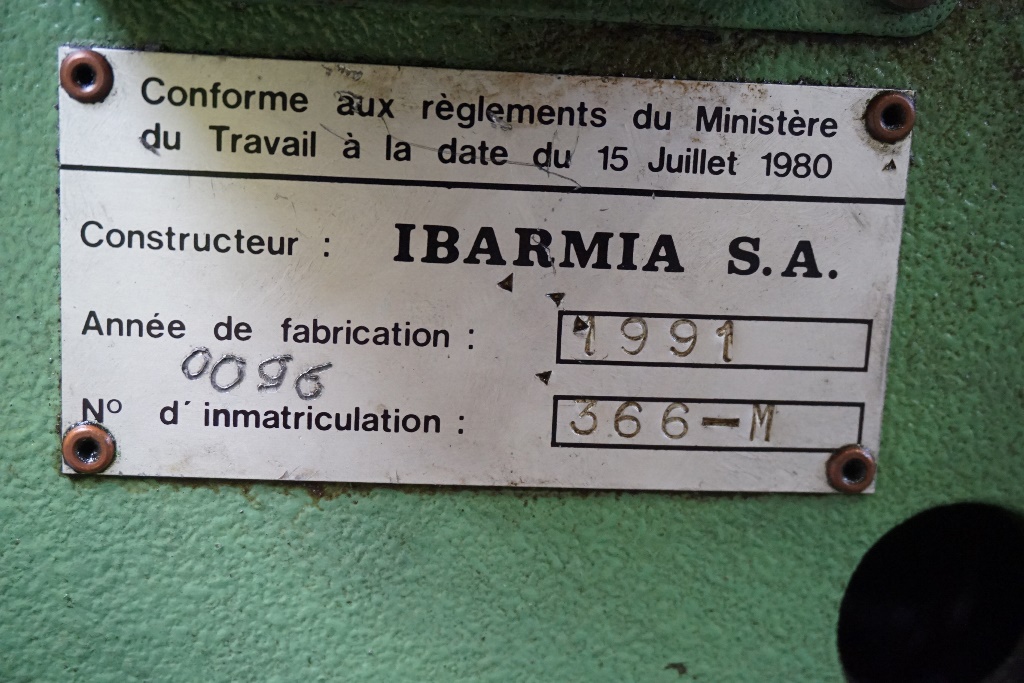 Conforme aux règlements du Ministère
du Travail à la date du 15 Juillet 1980
Constructeur : IBARMIA S.A.
Année de fabrication : 1991
0096
N° d´inmatriculation : 366-M